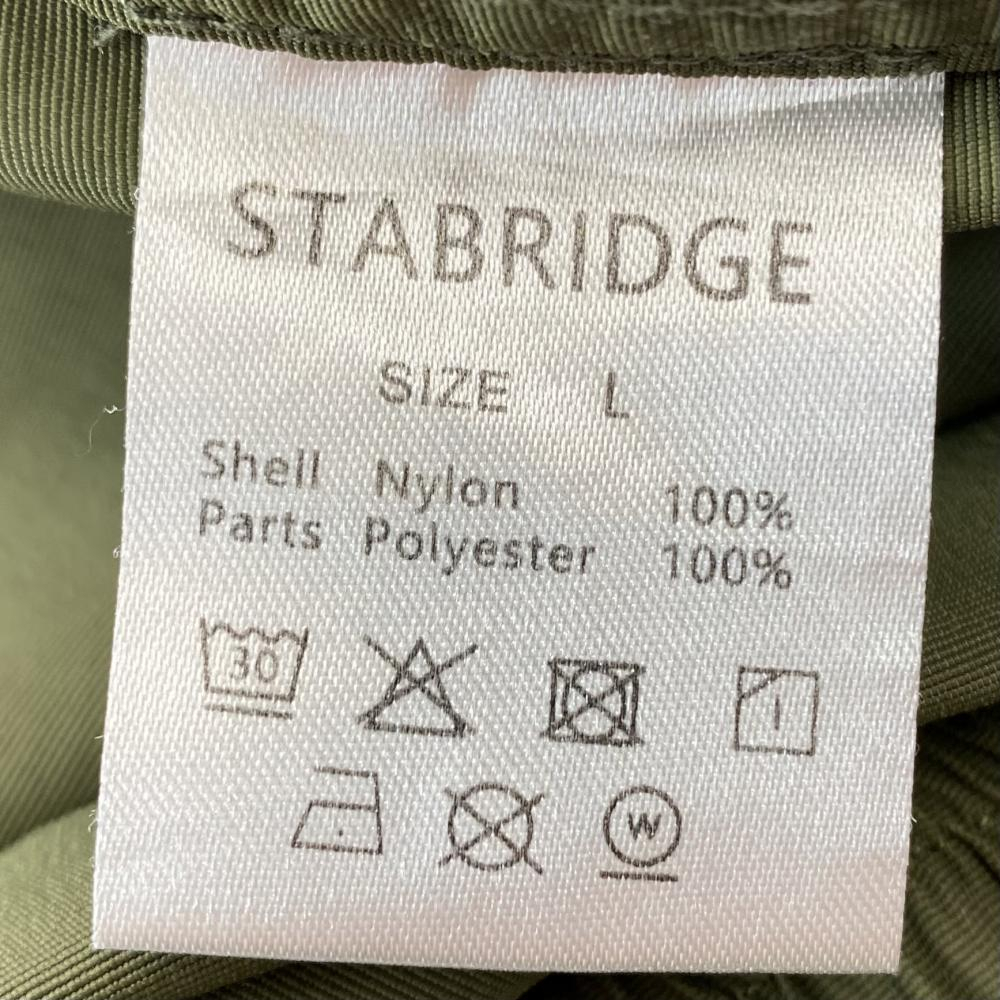 STABRIDGE
SIZE L
Shell Nylon 100%
Parts Polyester 100%
30
W